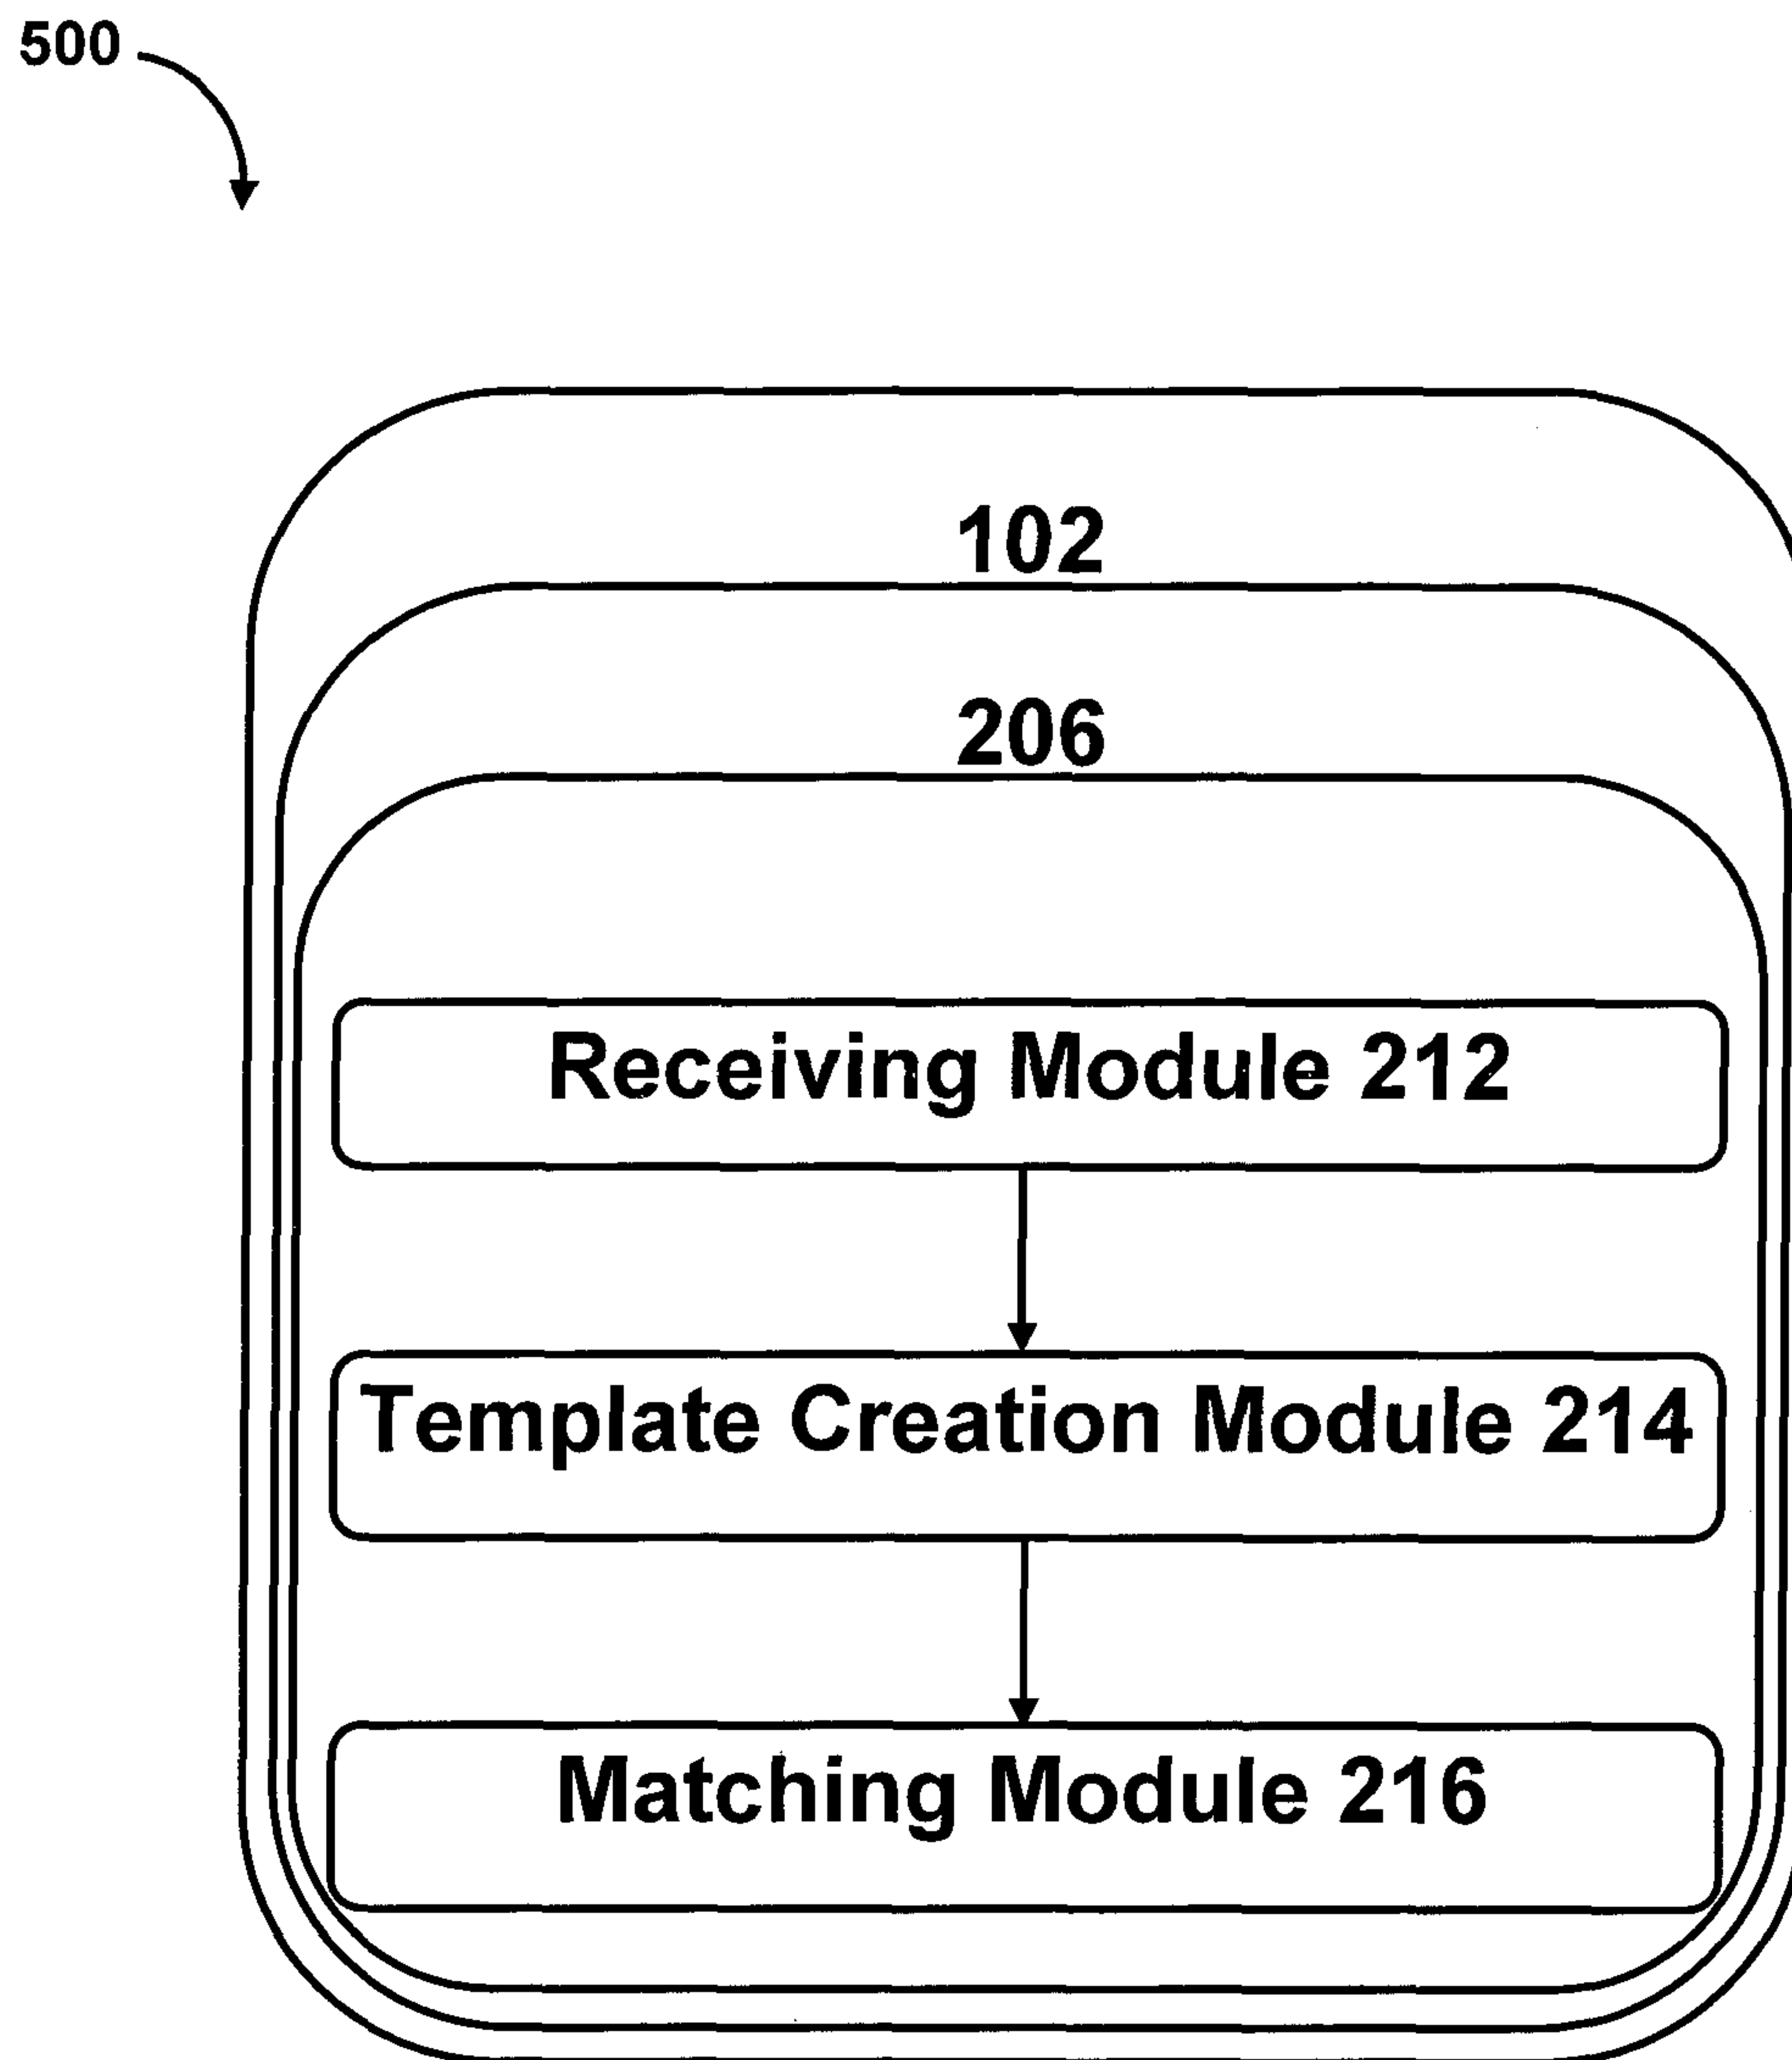 500
102
206
Receiving Module 212
Template Creation Module 214
Matching Module 216